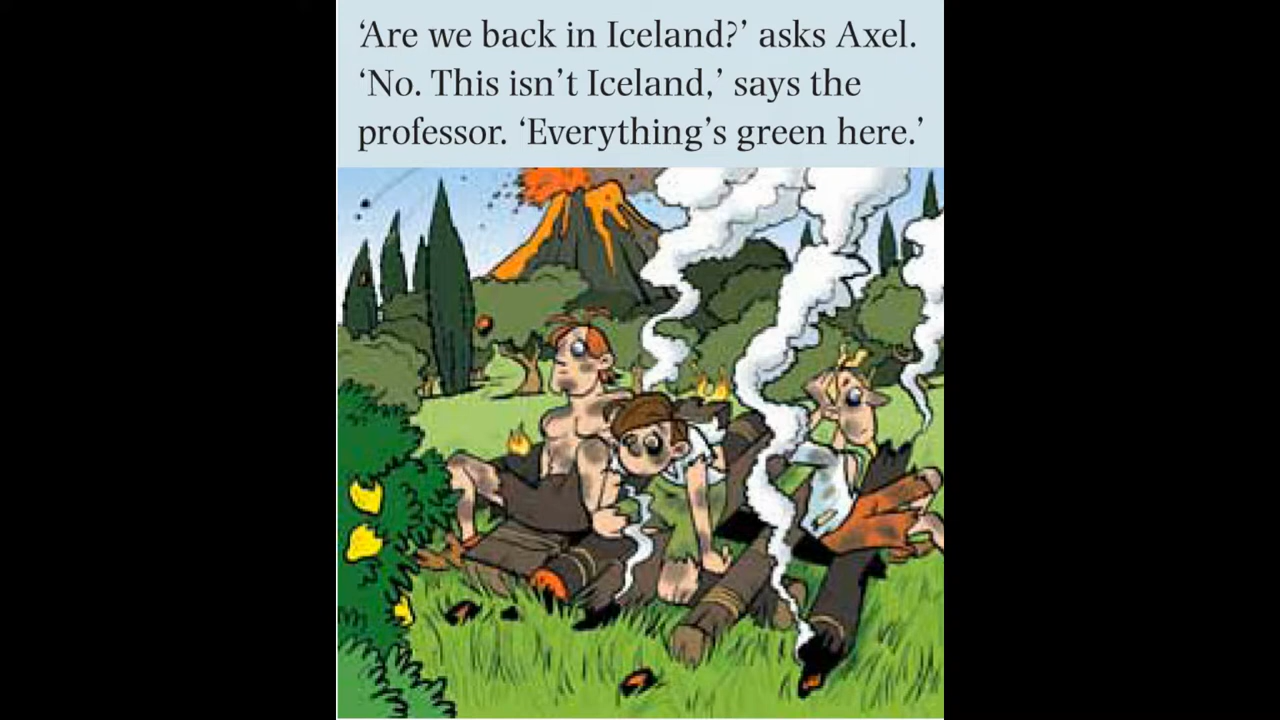 ‘Are we back in Iceland?’ asks Axel.
‘No. This isn’t Iceland,’ says the
professor. ‘Everything’s green here.’